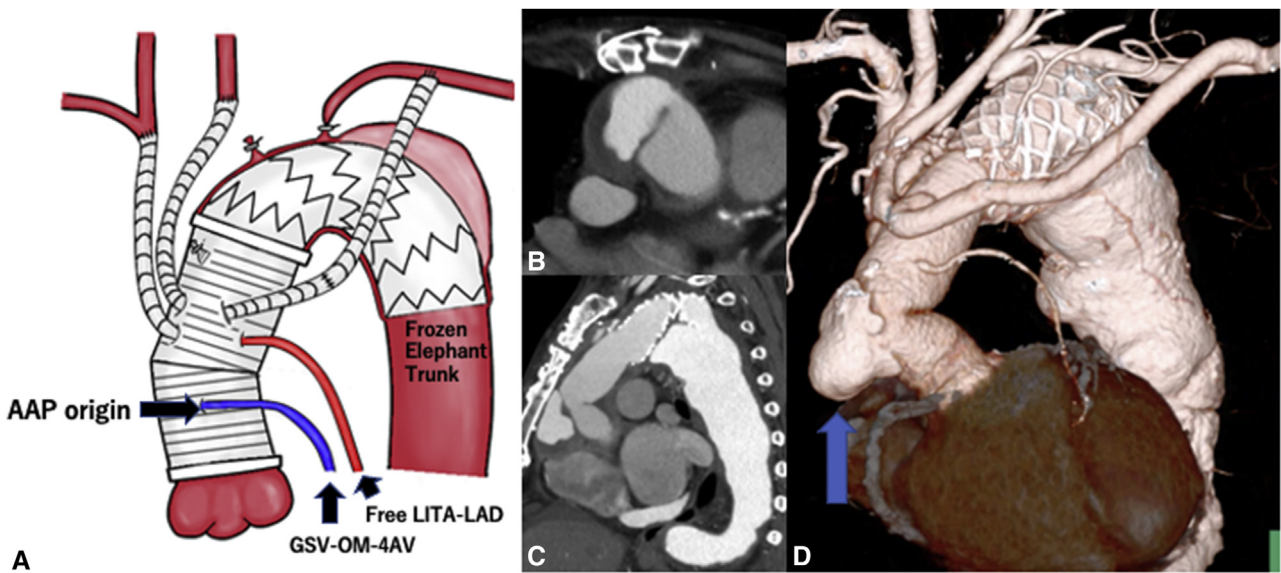 Frozen
Elephant
Trunk
AAP origin
Free LITA-LAD
GSV-OM-4AV
A
B
C
D